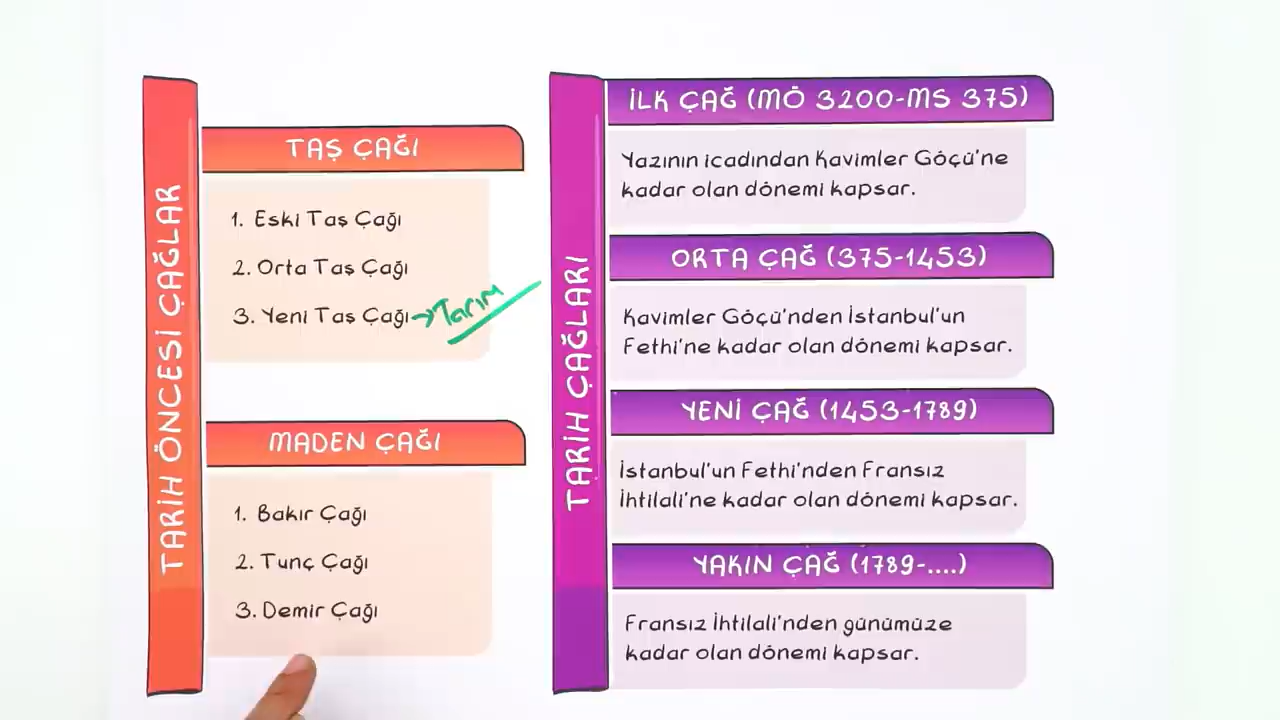 TARİH ÖNCESİ ÇAĞLAR
TAŞ ÇAĞI
1. Eski Taş Çağı
2. Orta Taş Çağı
3. Yeni Taş Çağı →Tarım
MADEN ÇAĞI
1. Bakır Çağı
2. Tunç Çağı
3. Demir Çağı
TARİH ÇAĞLARI
İLK ÇAĞ (MÖ 3200-MS 375)
Yazının icadından Kavimler Göçü'ne
kadar olan dönemi kapsar.
ORTA ÇAĞ (375-1453)
Kavimler Göçü'nden İstanbul'un
Fethi'ne kadar olan dönemi kapsar.
YENİ ÇAĞ (1453-1789)
İstanbul'un Fethi'nden Fransız
İhtilali'ne kadar olan dönemi kapsar.
YAKIN ÇAĞ (1789-....)
Fransız İhtilali'nden günümüze
kadar olan dönemi kapsar.